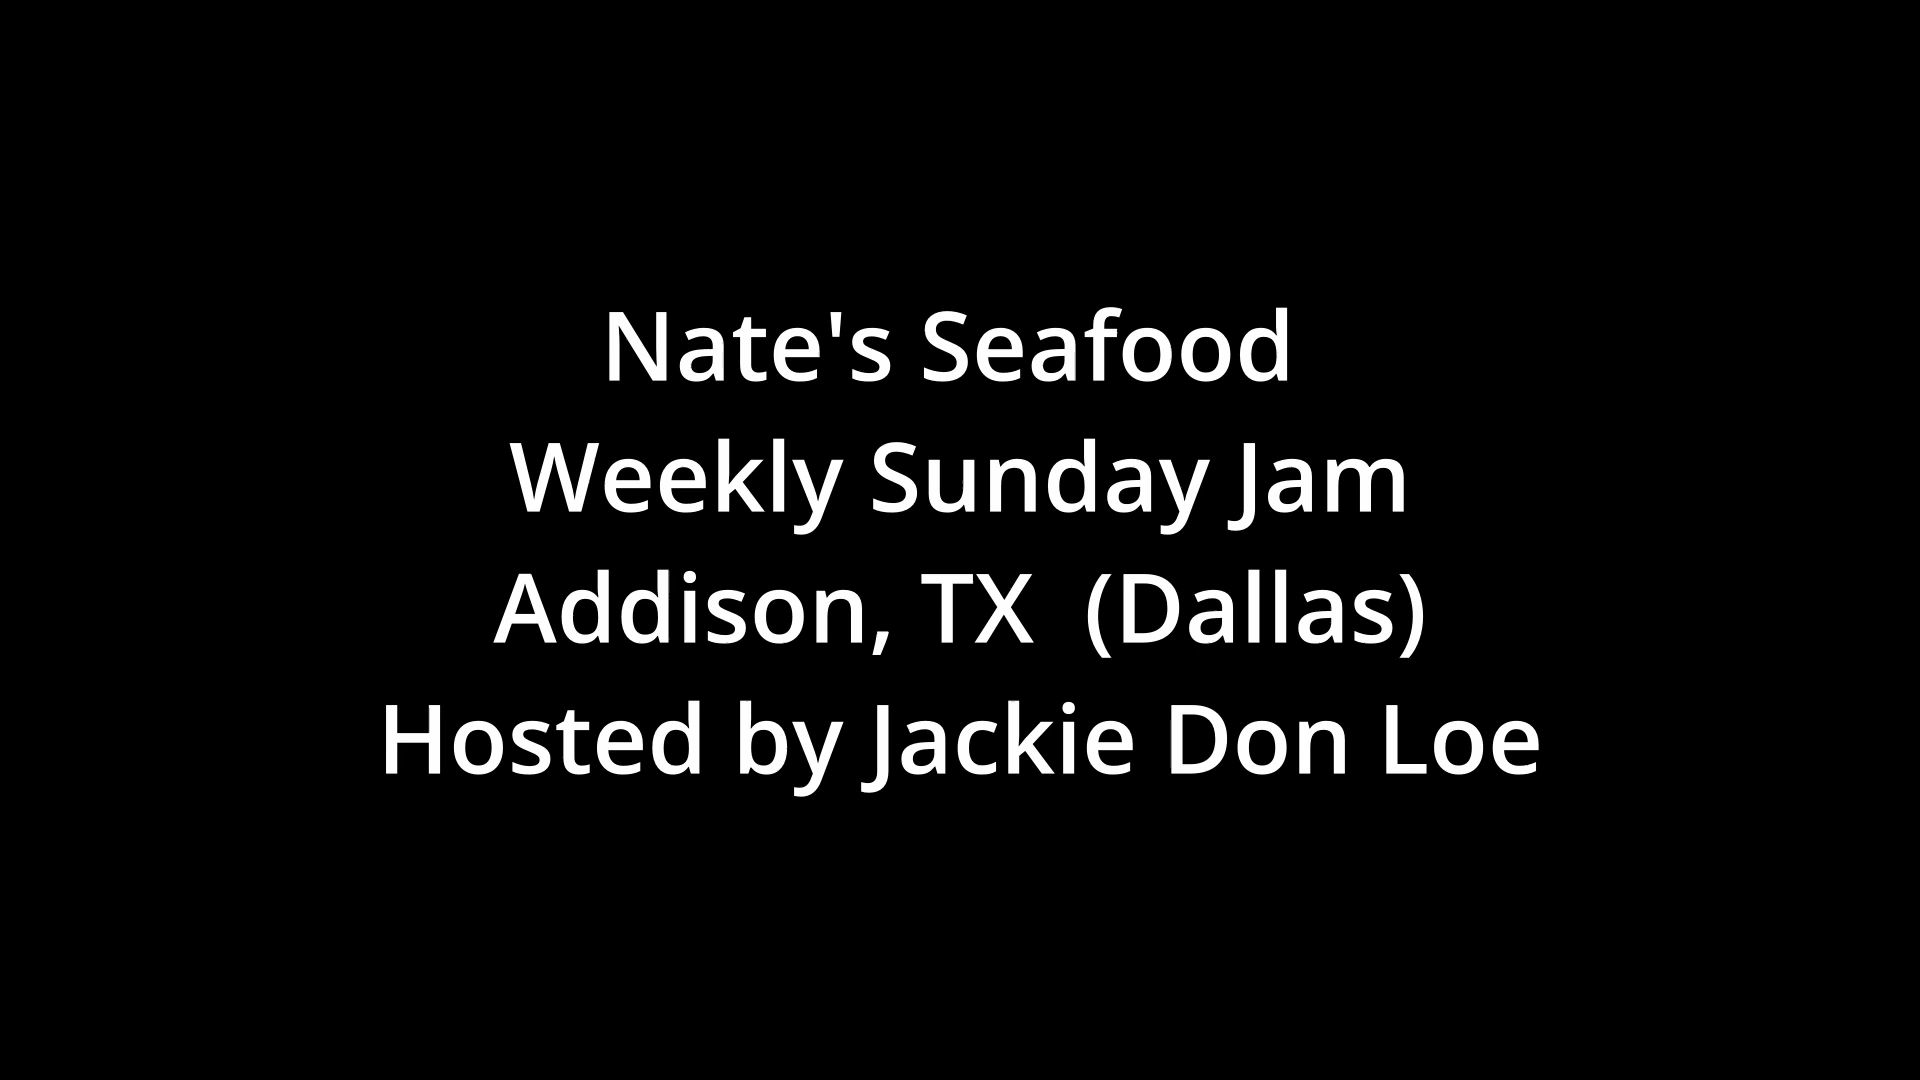 Nate's Seafood
Weekly Sunday Jam
Addison, TX  (Dallas)
Hosted by Jackie Don Loe